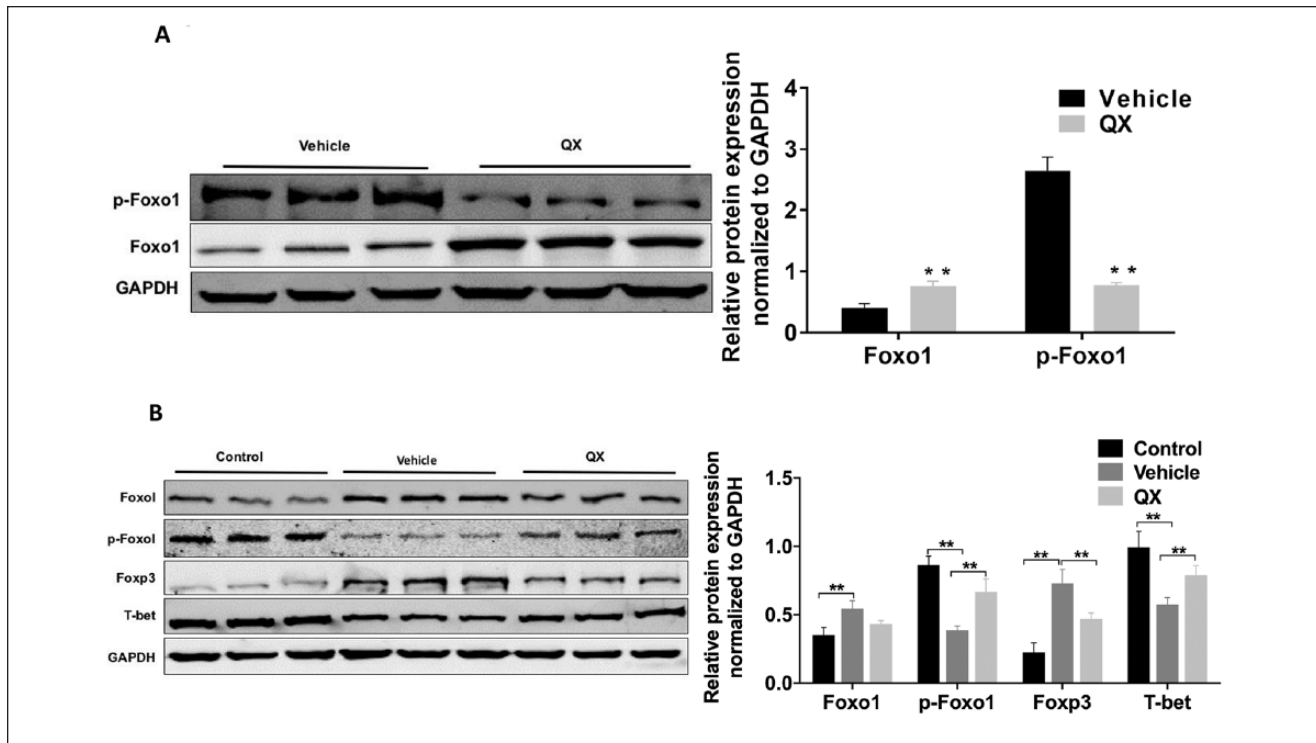 A
Vehicle
QX
p-Foxo1
Foxo1
GAPDH
Relative protein expression
normalized to GAPDH
4
3
2
1
0
Vehicle
QX
* *
* *
Foxo1
p-Foxo1
B
Control
Vehicle
QX
Foxol
p-Foxol
Foxp3
T-bet
GAPDH
Relative protein expression
normalized to GAPDH
1.5
1.0
0.5
0.0
Control
Vehicle
QX
**
**
**
**
**
**
**
Foxo1
p-Foxo1
Foxp3
T-bet